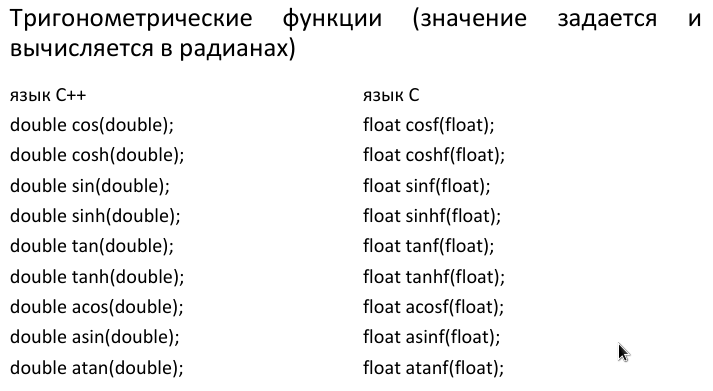 Тригонометрические функции (значение задается и
вычисляется в радианах)
язык C++ язык C
double cos(double); float cosf(float);
double cosh(double); float coshf(float);
double sin(double); float sinf(float);
double sinh(double); float sinhf(float);
double tan(double); float tanf(float);
double tanh(double); float tanhf(float);
double acos(double); float acosf(float);
double asin(double); float asinf(float);
double atan(double); float atanf(float);